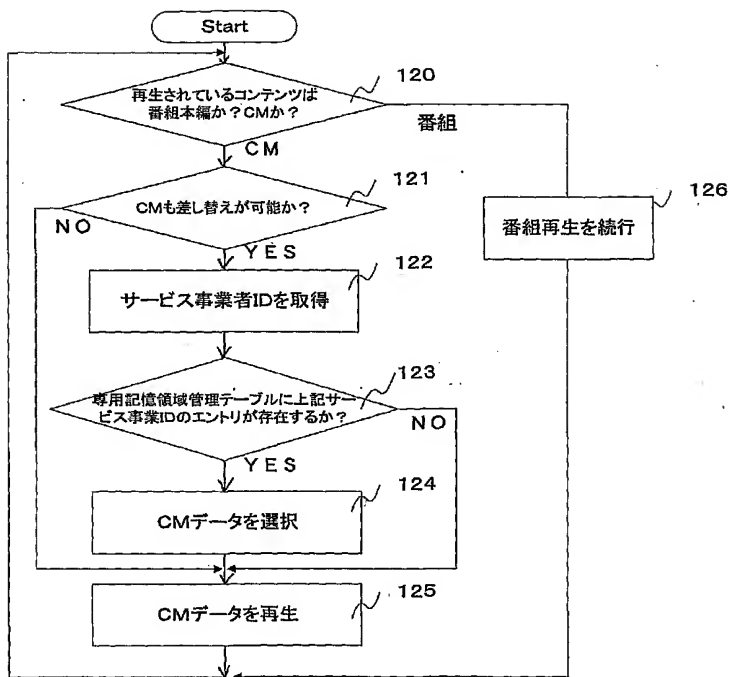 Start
120
再生されているコンテンツは
番組本編か？CMか？
番組
CM
121
CMも差し替えが可能か？
NO
YES
126
番組再生を続行
122
サービス事業者IDを取得
123
専用記憶領域管理テーブルに上記サー
ビス事業IDのエントリが存在するか？
NO
YES
124
CMデータを選択
125
CMデータを再生